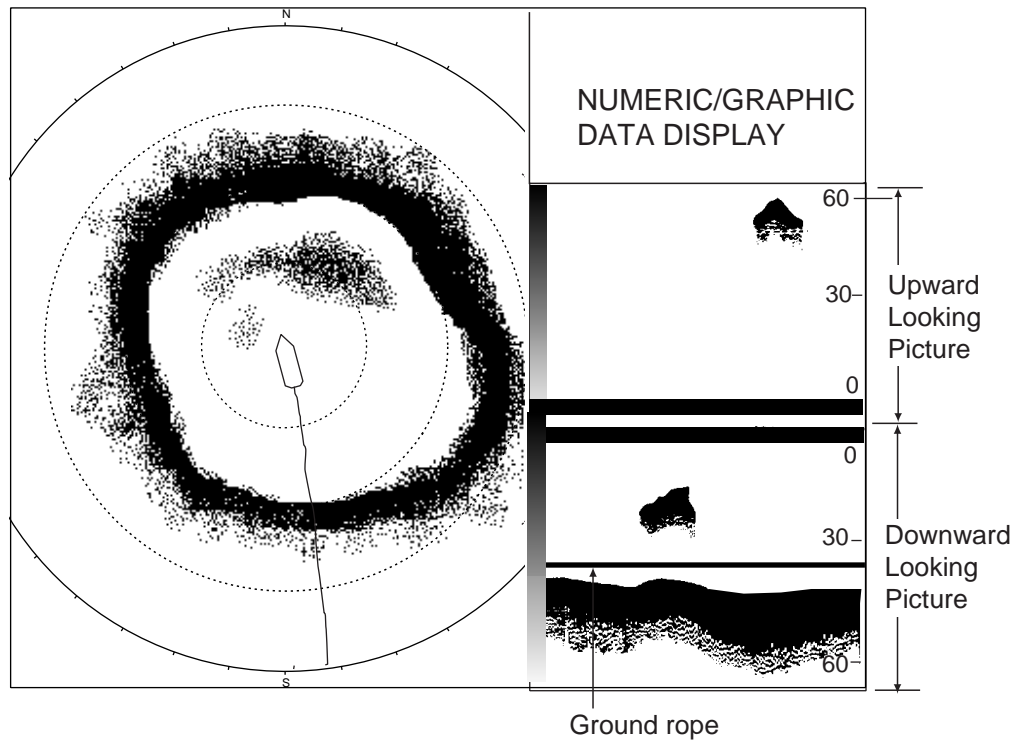 N
NUMERIC/GRAPHIC
DATA DISPLAY
60
30
0
Upward
Looking
Picture
0
30
60
Downward
Looking
Picture
S
Ground rope